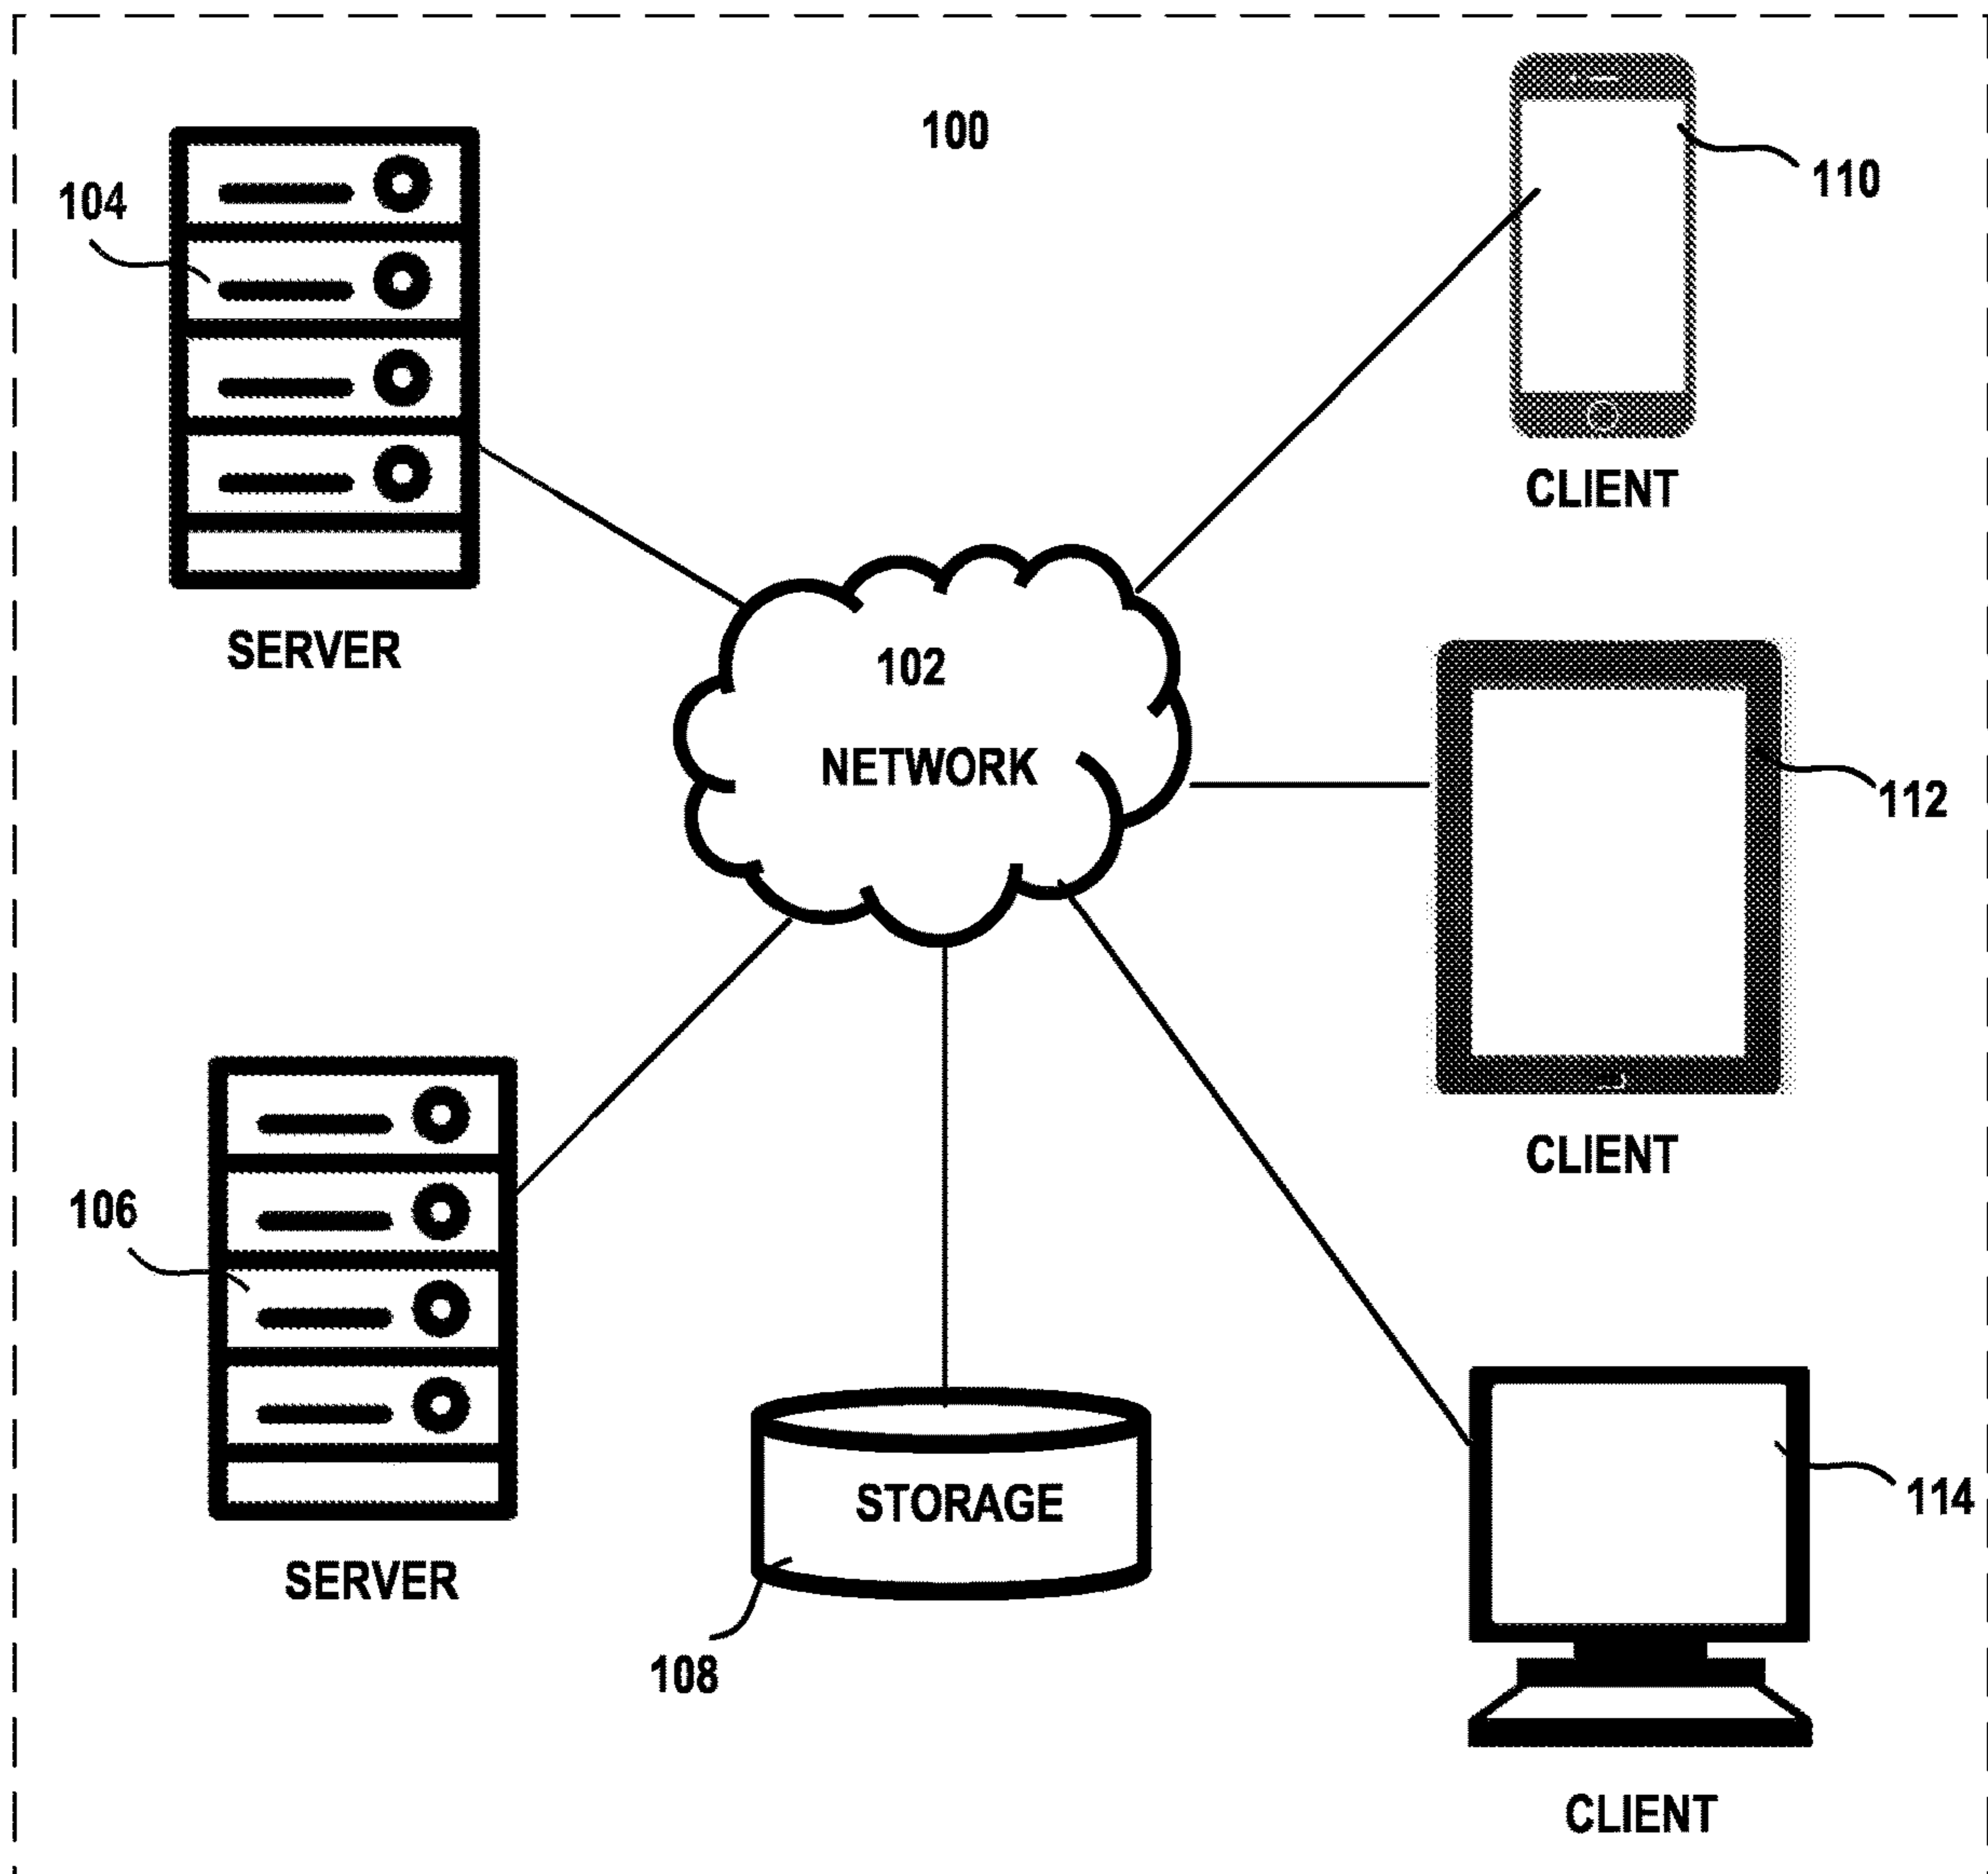 100
110
104
CLIENT
SERVER
102
NETWORK
112
CLIENT
106
STORAGE
114
SERVER
108
CLIENT